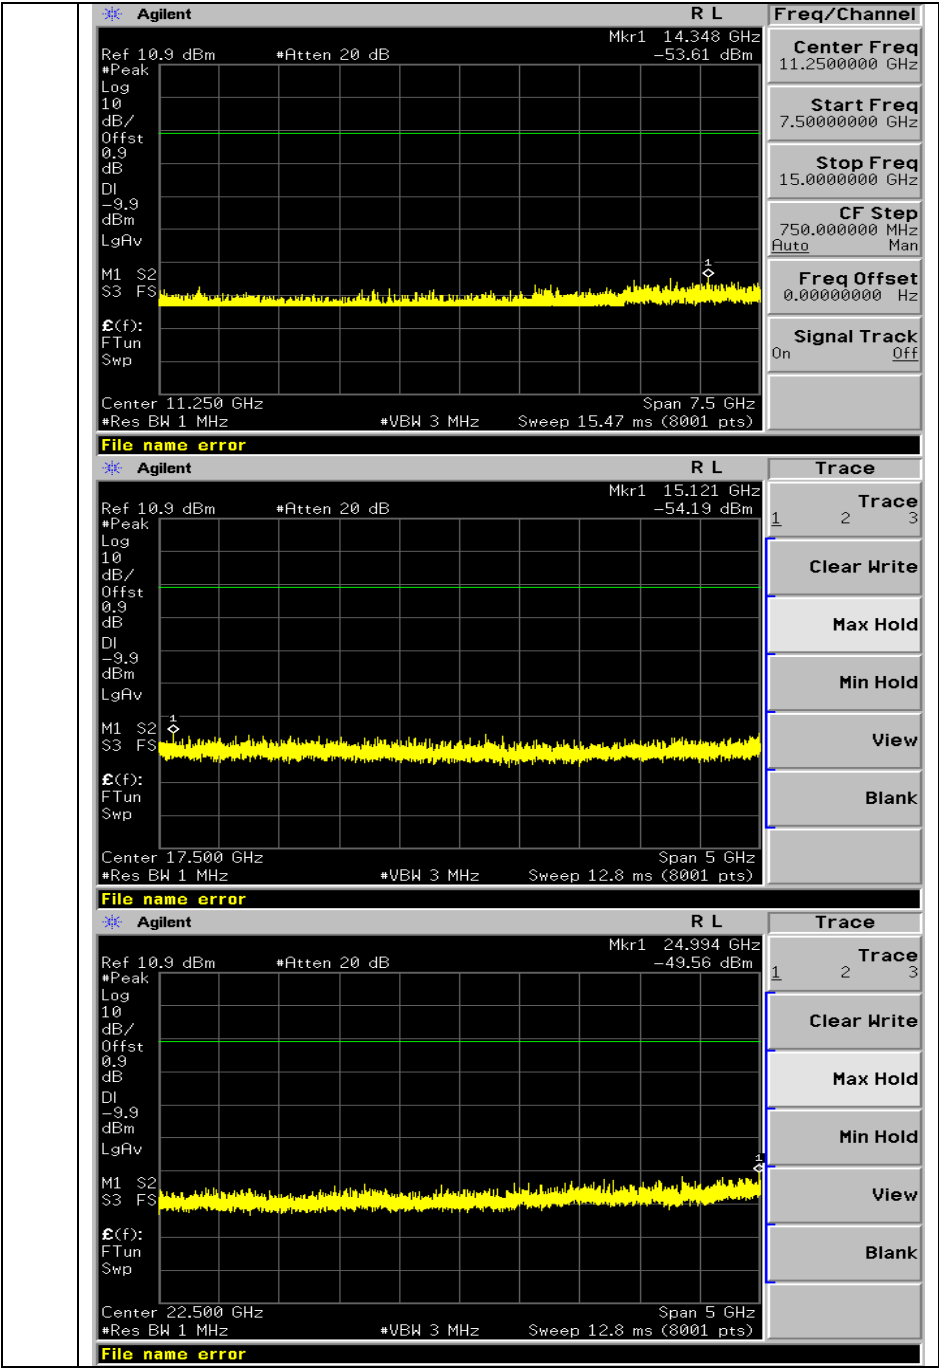 Agilent R L Freq/Channel
Mkr1 14.348 GHz
Ref 10.9 dBm #Atten 20 dB -53.61 dBm
#Peak
Log
10
dB/
Offst
0.9
dB
DI
-9.9
dBm
LgAv
M1 S2
S3 FS
£(f):
FTun
Swp
1
Center 11.250 GHz Span 7.5 GHz
#Res BW 1 MHz #VBW 3 MHz Sweep 15.47 ms (8001 pts)
File name error
Center Freq
11.2500000 GHz
Start Freq
7.50000000 GHz
Stop Freq
15.0000000 GHz
CF Step
750.000000 MHz
Auto Man
Freq Offset
0.00000000 Hz
Signal Track
On Off
Agilent R L Trace
Mkr1 15.121 GHz
Ref 10.9 dBm #Atten 20 dB -54.19 dBm
#Peak
Log
10
dB/
Offst
0.9
dB
DI
-9.9
dBm
LgAv
M1 S2
S3 FS
£(f):
FTun
Swp
1
Center 17.500 GHz Span 5 GHz
#Res BW 1 MHz #VBW 3 MHz Sweep 12.8 ms (8001 pts)
File name error
Trace
1 2 3
Clear Write
Max Hold
Min Hold
View
Blank
Agilent R L Trace
Mkr1 24.994 GHz
Ref 10.9 dBm #Atten 20 dB -49.56 dBm
#Peak
Log
10
dB/
Offst
0.9
dB
DI
-9.9
dBm
LgAv
M1 S2
S3 FS
£(f):
FTun
Swp
1
Center 22.500 GHz Span 5 GHz
#Res BW 1 MHz #VBW 3 MHz Sweep 12.8 ms (8001 pts)
File name error
Trace
1 2 3
Clear Write
Max Hold
Min Hold
View
Blank